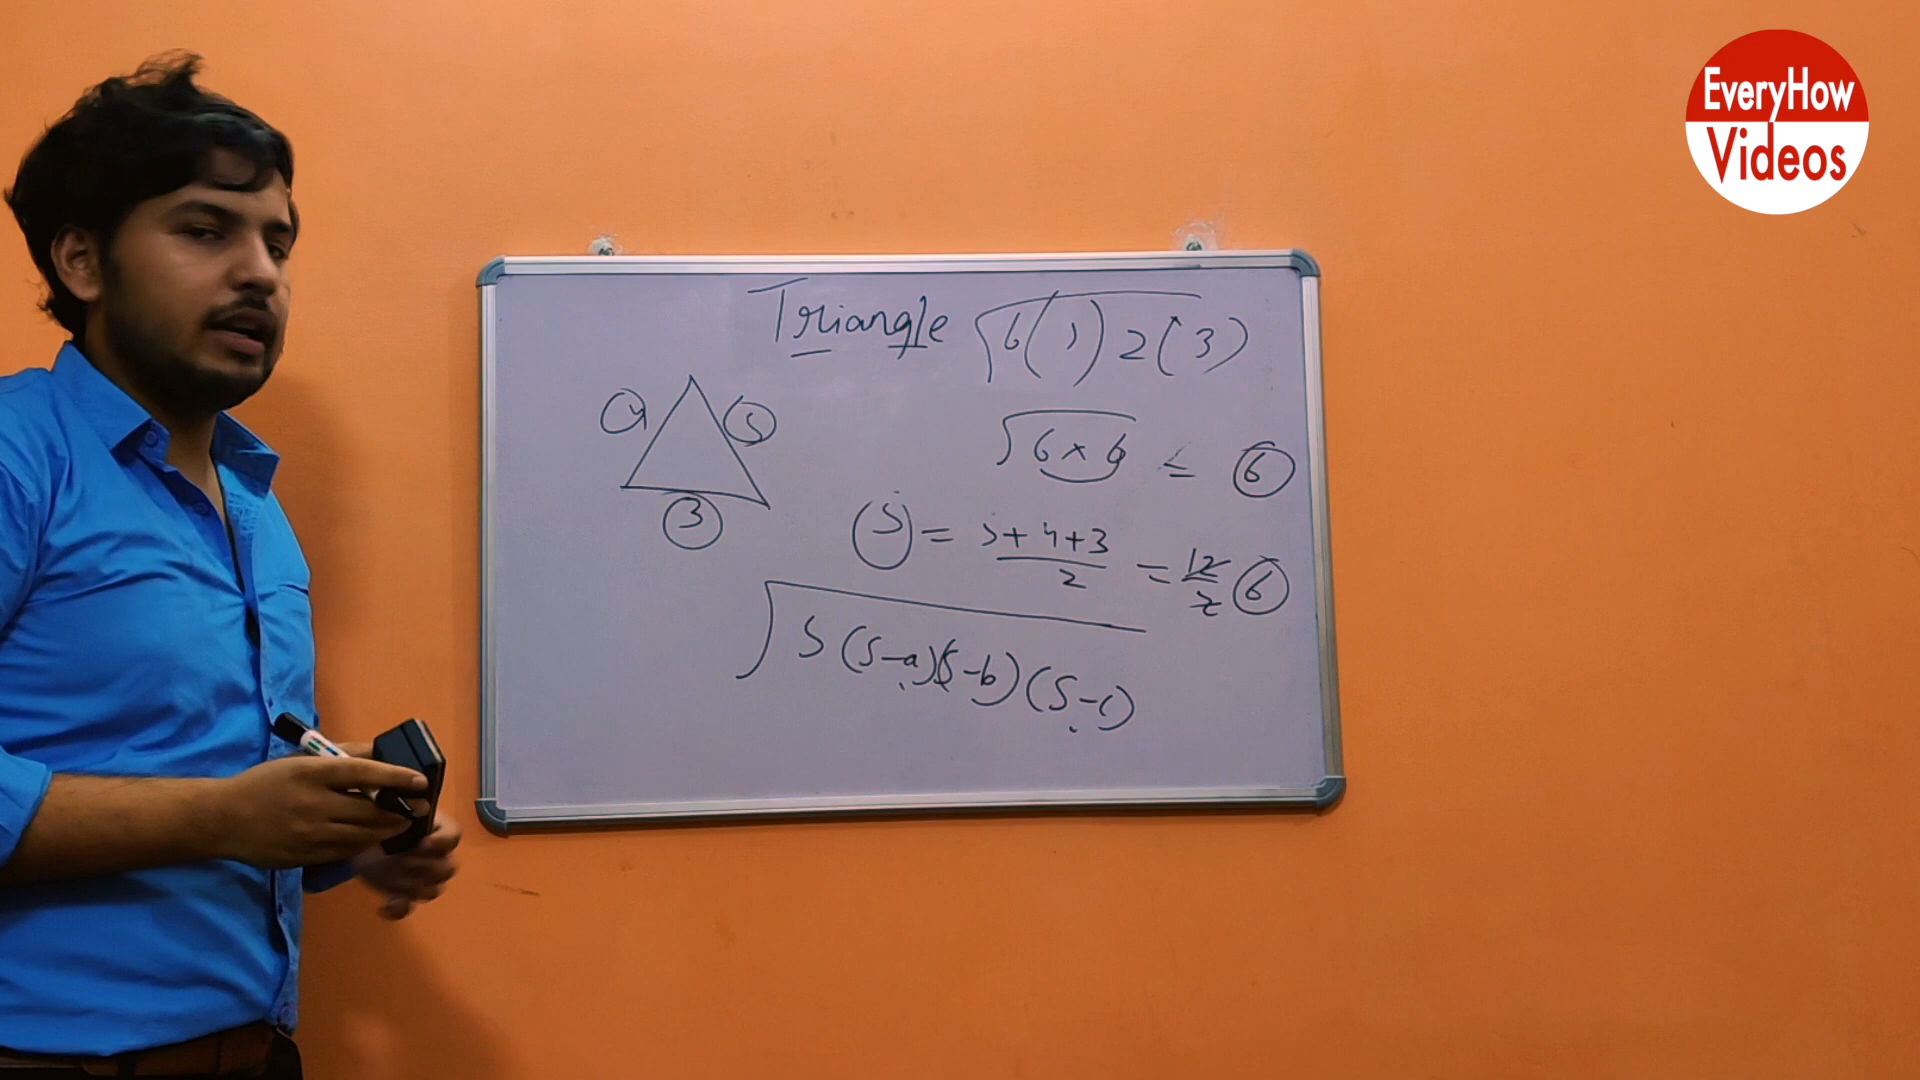 EveryHow
Videos
Triangle √6(1)2(3)
4
5
3
√6×6 = 6
S = 5+4+3/2 = 12/2 6
√S(S-a)(S-b)(S-c)